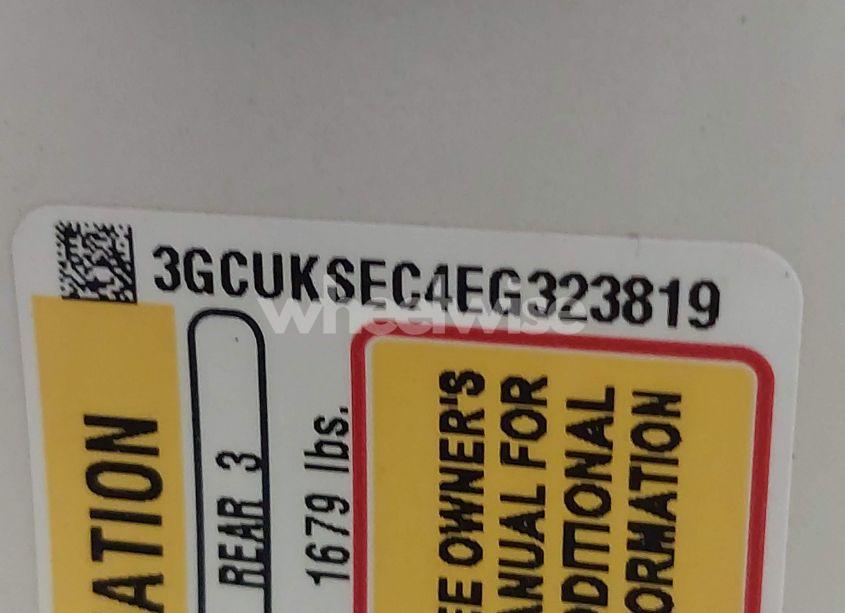 3GCUKSEC4EG323819
wheelwise
ATION
REAR 3
1679 lbs.
EE OWNER'S
ANUAL FOR
DDITIONAL
ORMATION